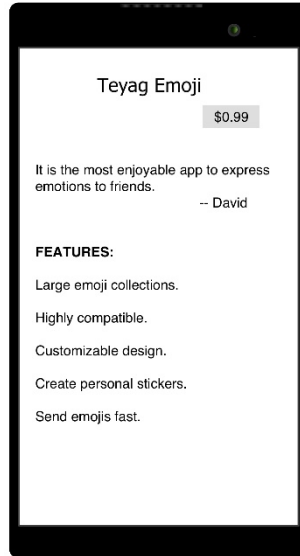 Teyag Emoji
$0.99
It is the most enjoyable app to express
emotions to friends.
-- David
FEATURES:
Large emoji collections.
Highly compatible.
Customizable design.
Create personal stickers.
Send emojis fast.